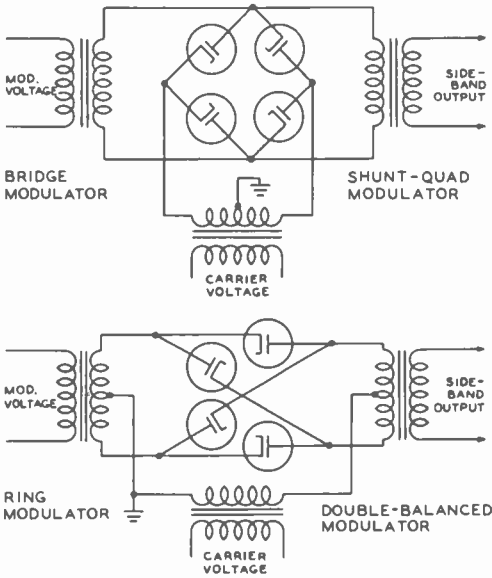 MOD.
VOLTAGE
SIDE-
BAND
OUTPUT
BRIDGE
MODULATOR
SHUNT-QUAD
MODULATOR
CARRIER
VOLTAGE
MOD.
VOLTAGE
SIDE-
BAND
OUTPUT
RING
MODULATOR
DOUBLE-BALANCED
MODULATOR
CARRIER
VOLTAGE